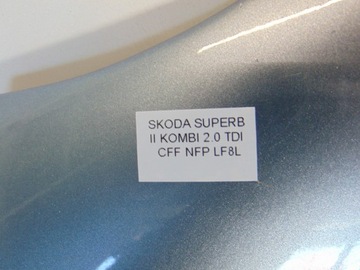 SKODA SUPERB
II KOMBI 2.0 TDI
CFF NFP LF8L